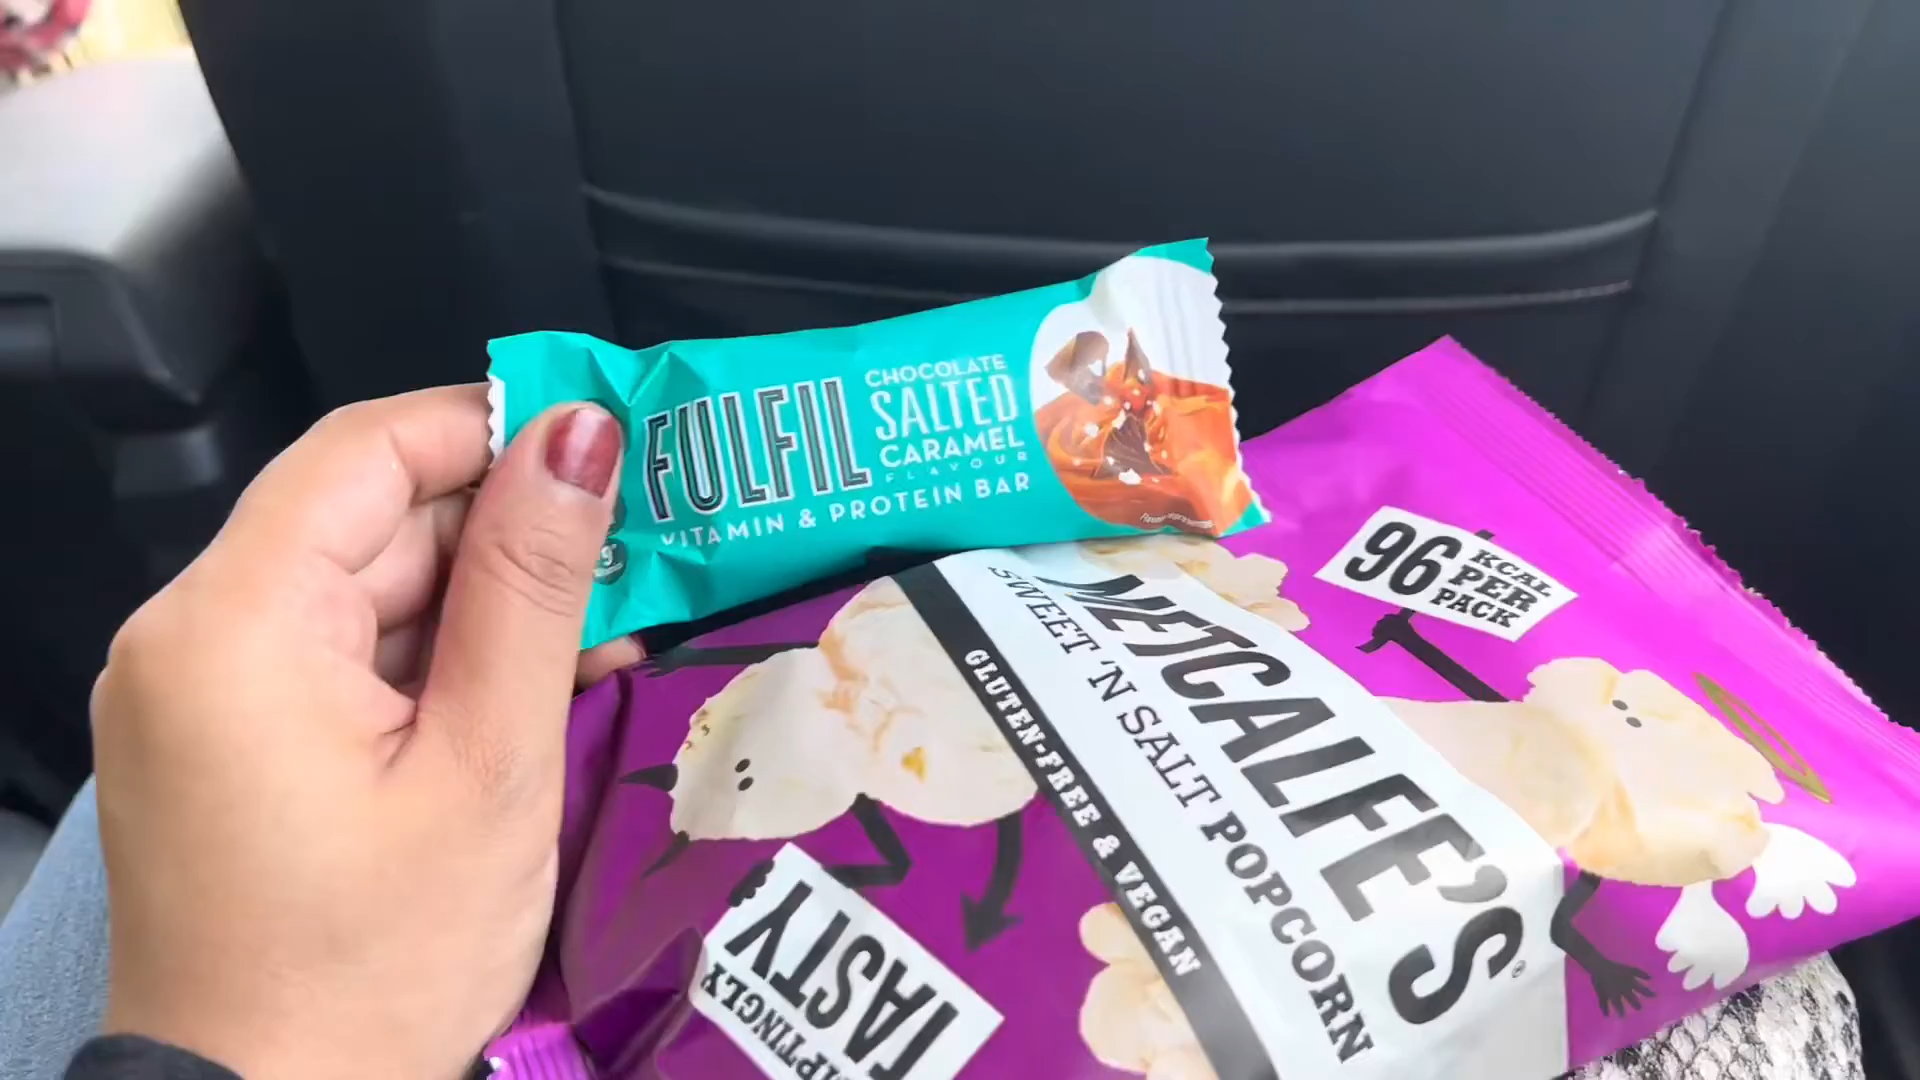 FULFIL
CHOCOLATE
SALTED
CARAMEL
FLAVOUR
VITAMIN & PROTEIN BAR
96
KCAL
PER
PACK
METCALFE'S
SWEET 'N SALT POPCORN
GLUTEN-FREE & VEGAN
TASTY